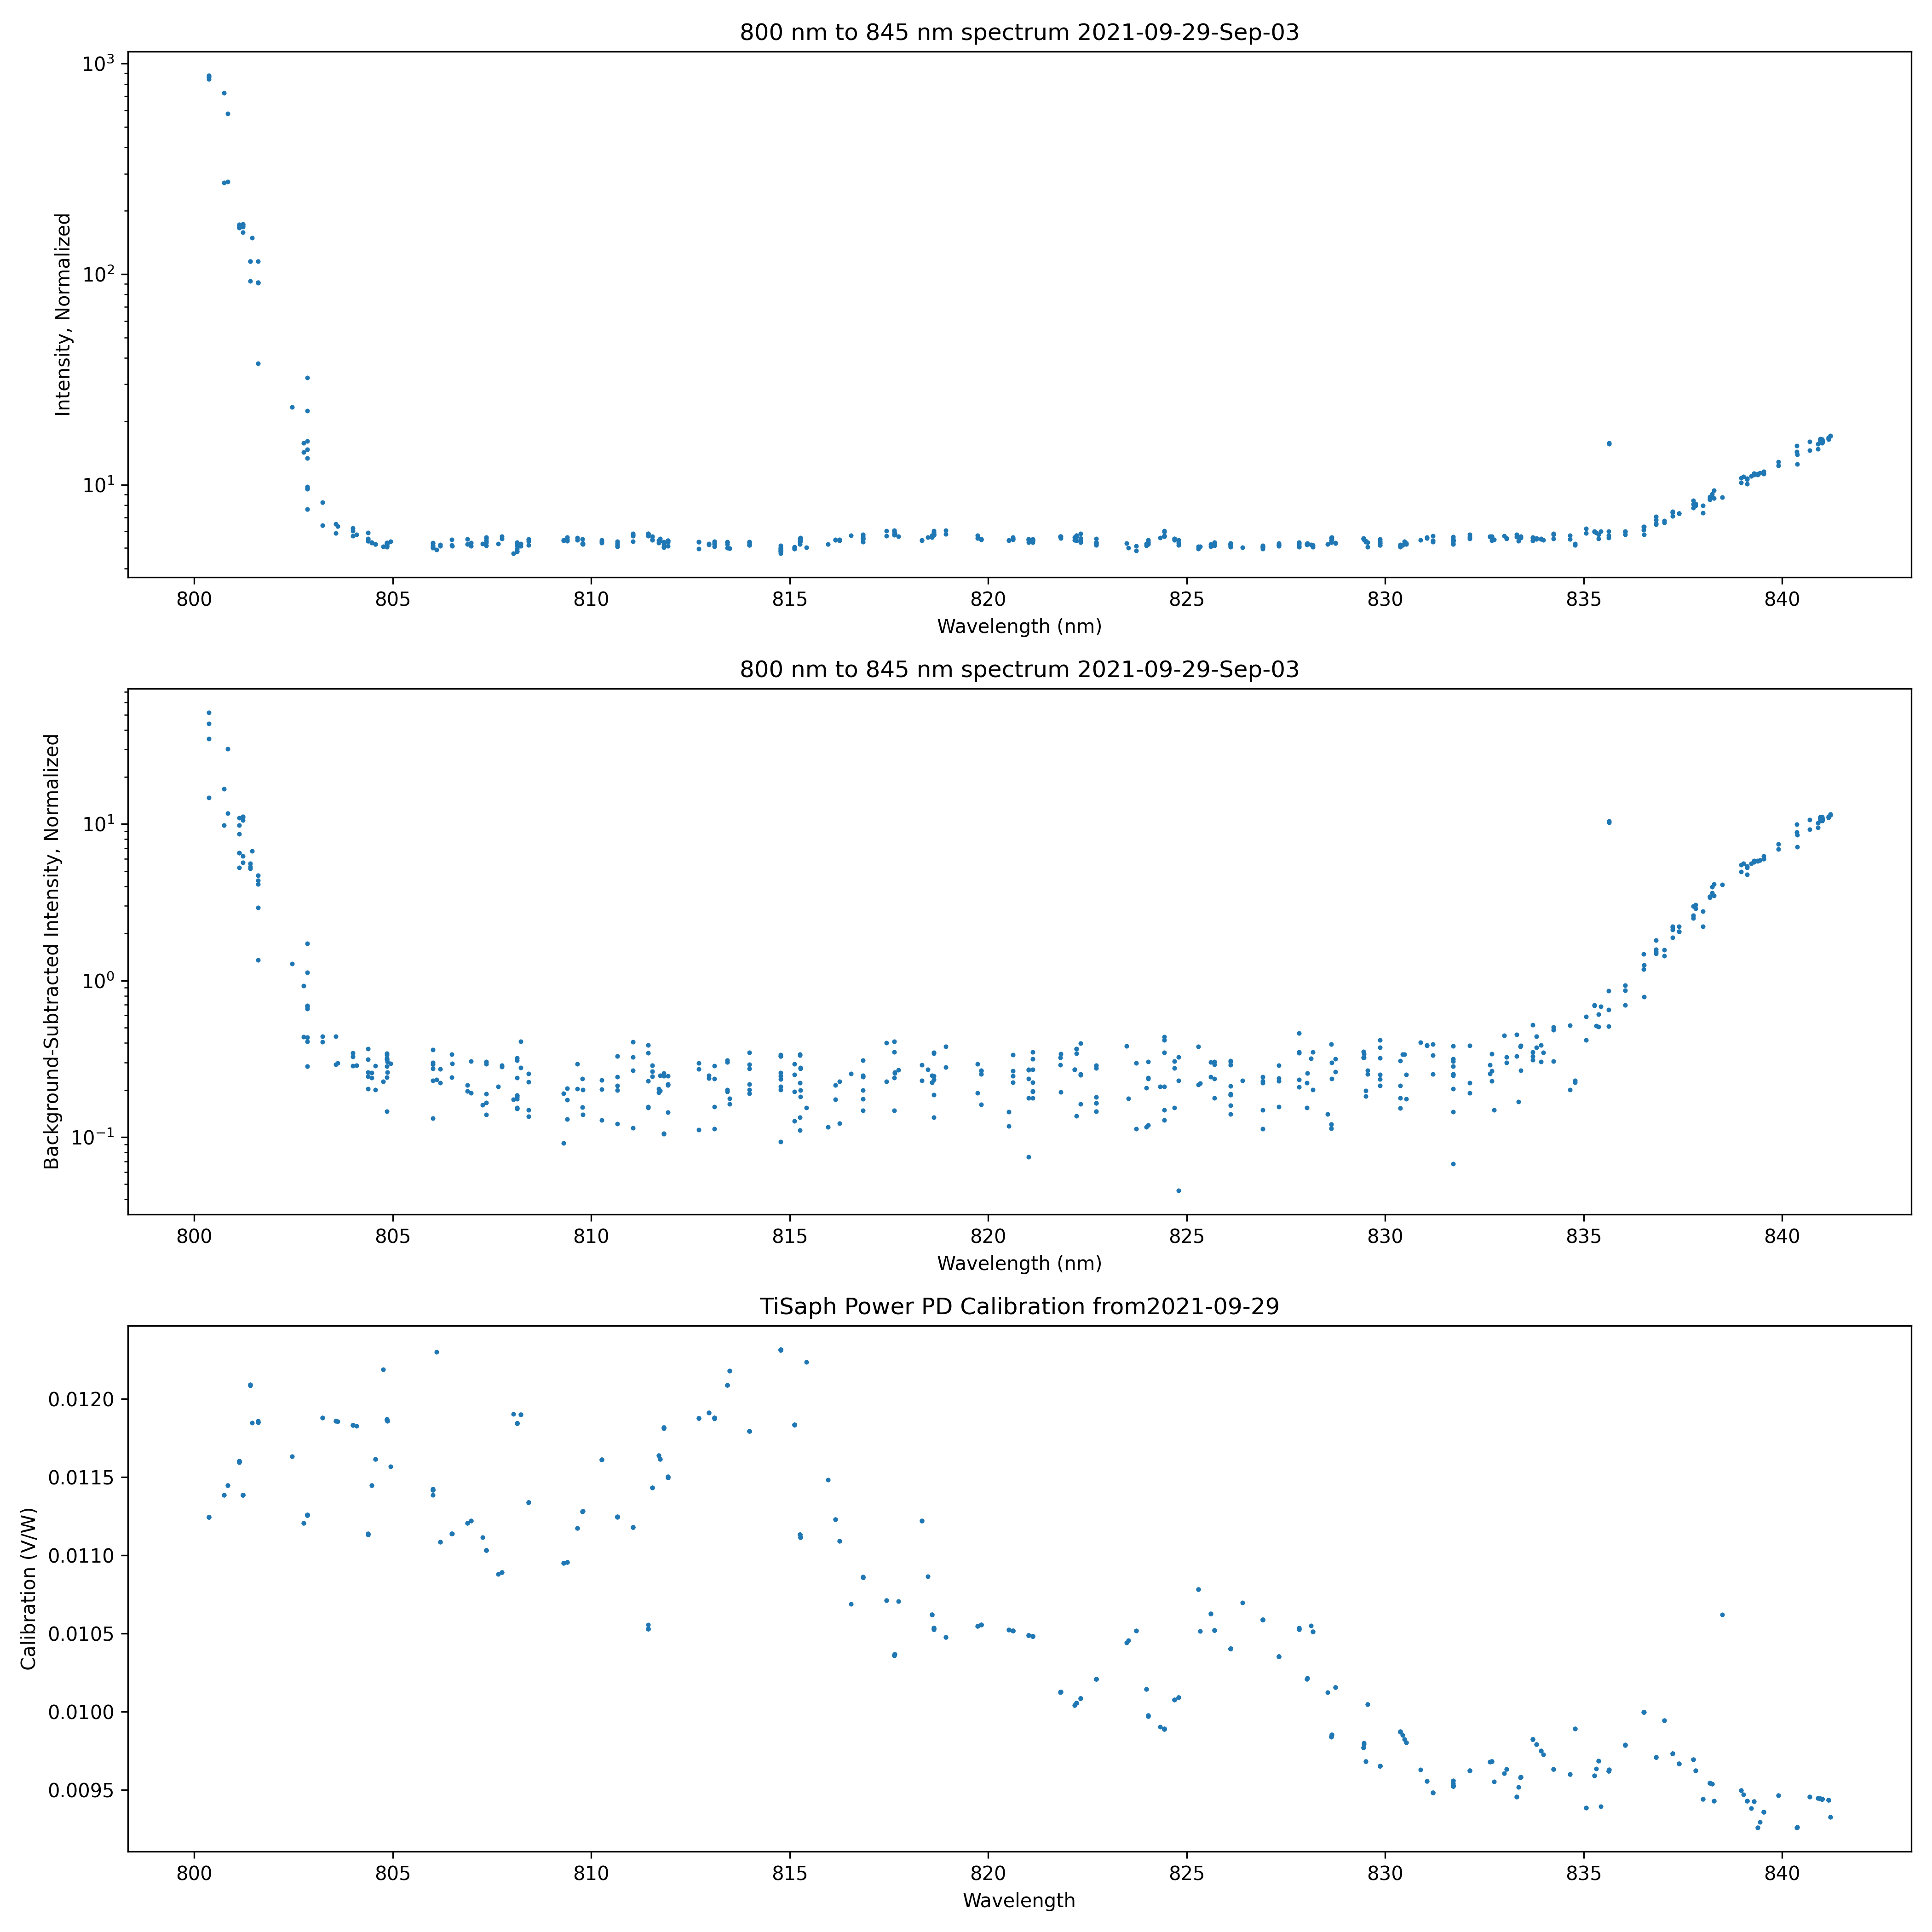 800 nm to 845 nm spectrum 2021-09-29-Sep-03
Intensity, Normalized
10³
10²
10¹
800 805 810 815 820 825 830 835 840
Wavelength (nm)
800 nm to 845 nm spectrum 2021-09-29-Sep-03
Background-Subtracted Intensity, Normalized
10¹
10⁰
10⁻¹
800 805 810 815 820 825 830 835 840
Wavelength (nm)
TiSaph Power PD Calibration from2021-09-29
Calibration (V/W)
0.0120
0.0115
0.0110
0.0105
0.0100
0.0095
800 805 810 815 820 825 830 835 840
Wavelength